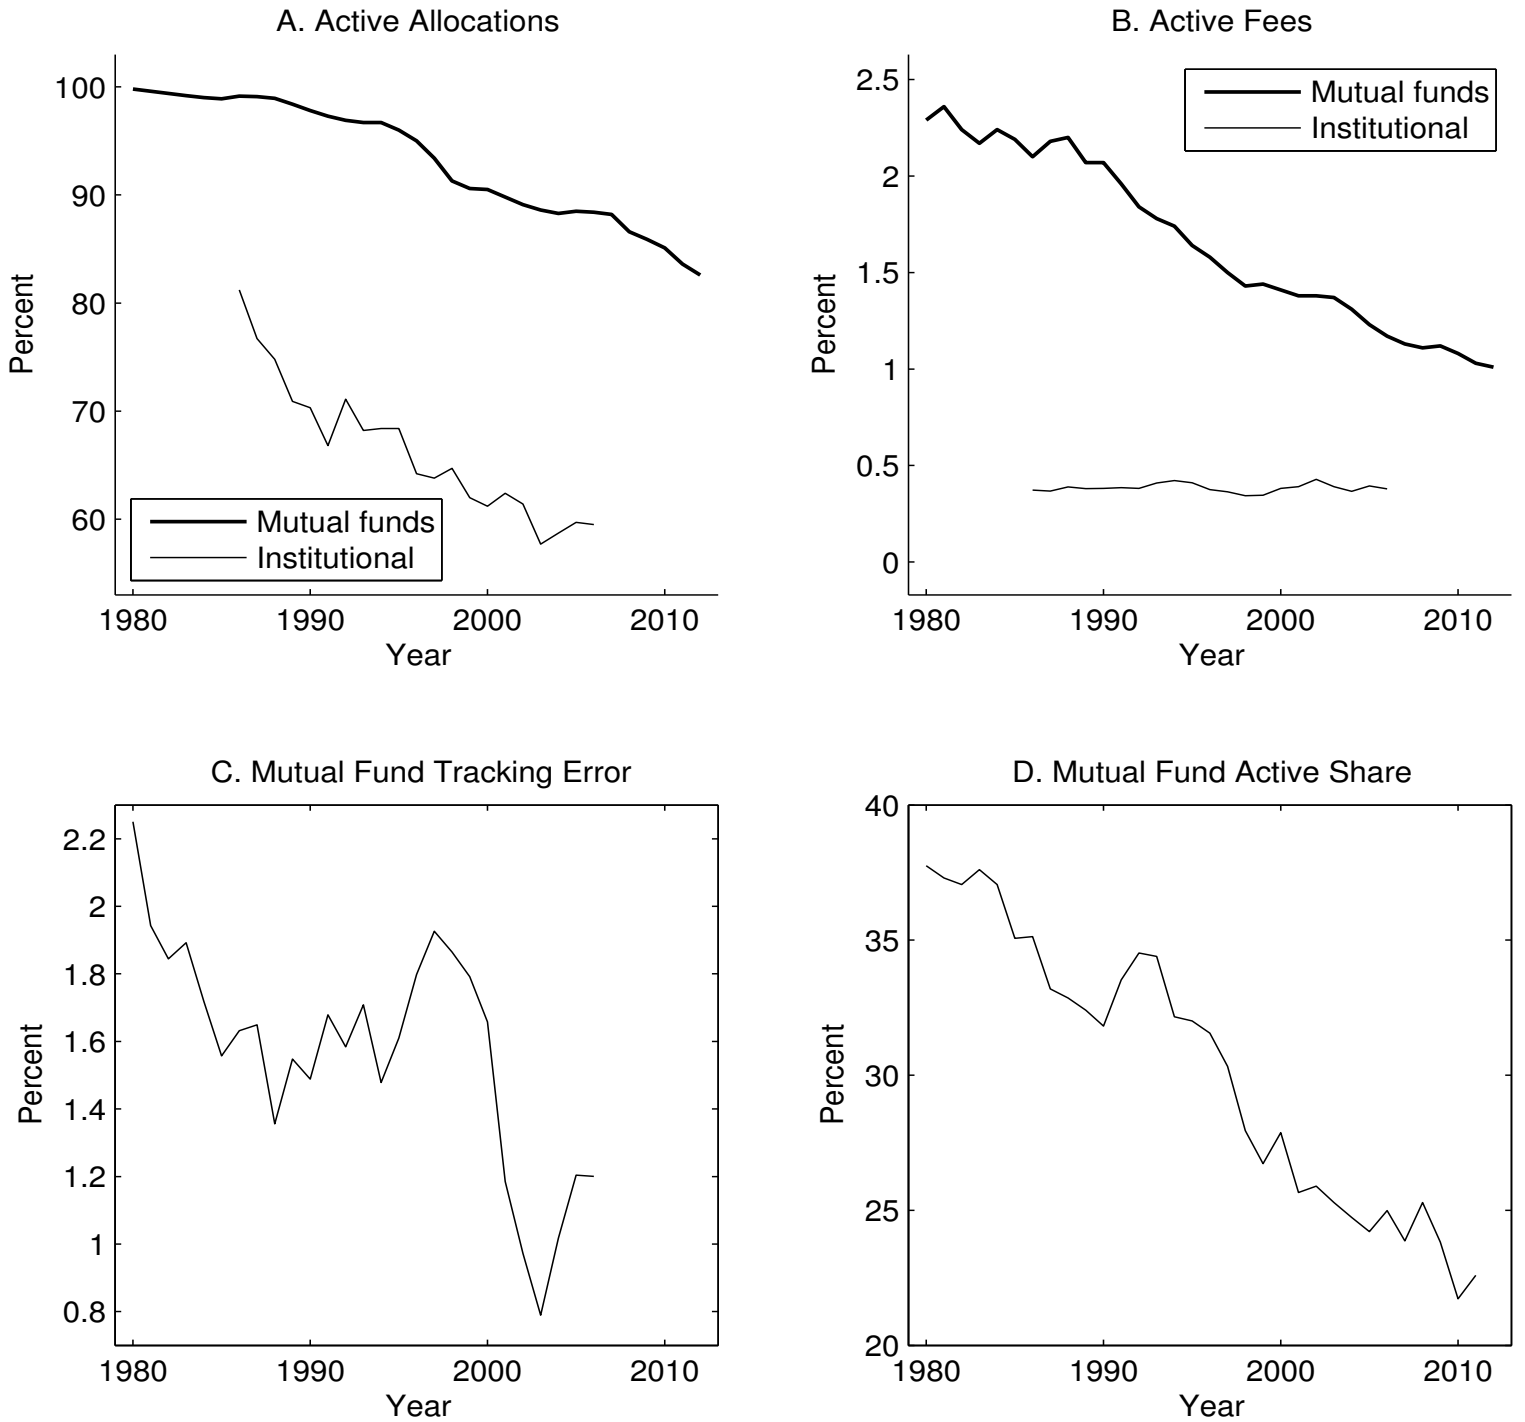 A. Active Allocations
100
90
80
70
60
Percent
Mutual funds
Institutional
1980 1990 2000 2010
Year
B. Active Fees
2.5
2
1.5
1
0.5
0
Percent
Mutual funds
Institutional
1980 1990 2000 2010
Year
C. Mutual Fund Tracking Error
2.2
2
1.8
1.6
1.4
1.2
1
0.8
Percent
1980 1990 2000 2010
Year
D. Mutual Fund Active Share
40
35
30
25
20
Percent
1980 1990 2000 2010
Year